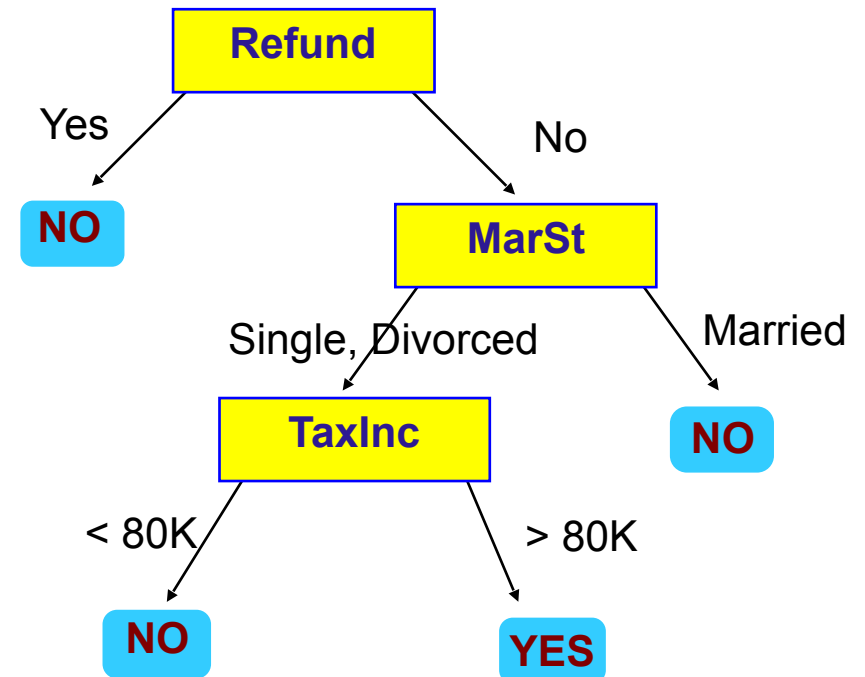 Refund
Yes
No
NO
MarSt
Single, Divorced
Married
TaxInc
NO
< 80K
> 80K
NO
YES